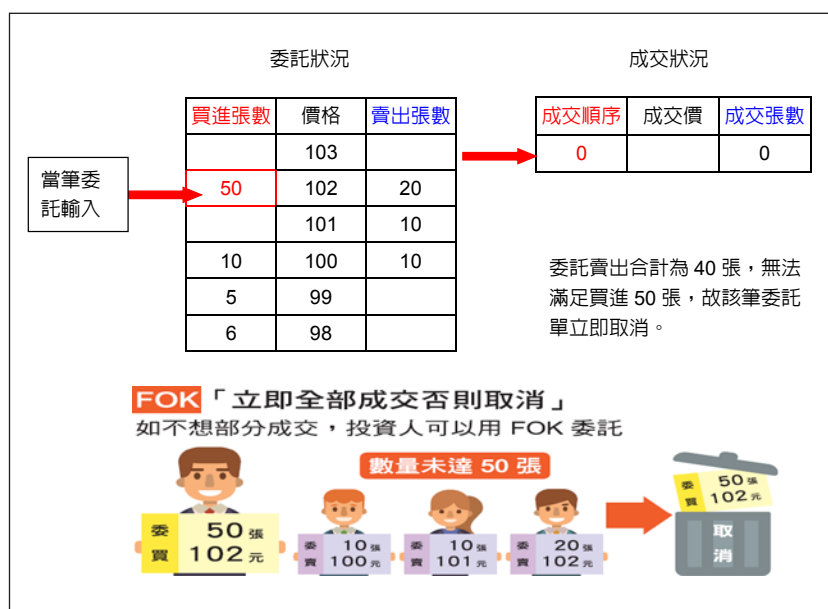 委託狀況
成交狀況
買進張數 價格 賣出張數
103
50 102 20
101 10
10 100 10
5 99
6 98
當筆委
託輸入
成交順序 成交價 成交張數
0 0
委託賣出合計為 40 張，無法
滿足買進 50 張，故該筆委託
單立即取消。
FOK「立即全部成交否則取消」
如不想部分成交，投資人可以用 FOK 委託
數量未達 50 張
委買 50張 102元
委賣 10張 100元
委賣 10張 101元
委賣 20張 102元
委買 50張 102元
取消